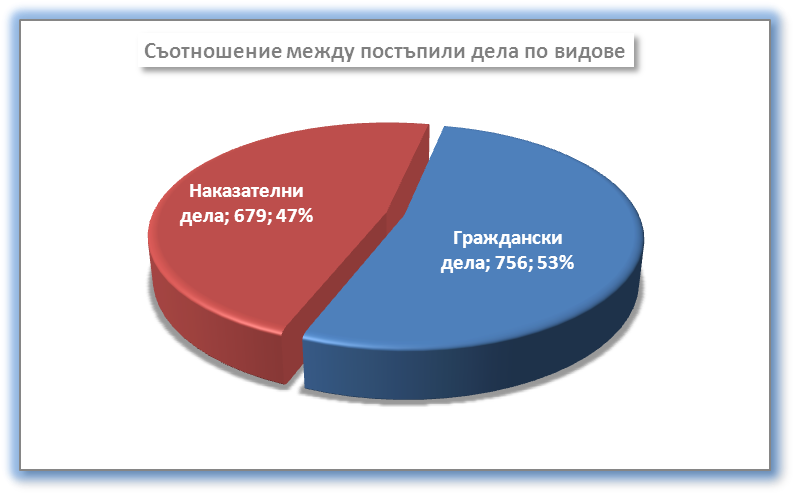 Съотношение между постъпили дела по видове
Наказателни
дела; 679; 47%
Граждански
дела; 756; 53%